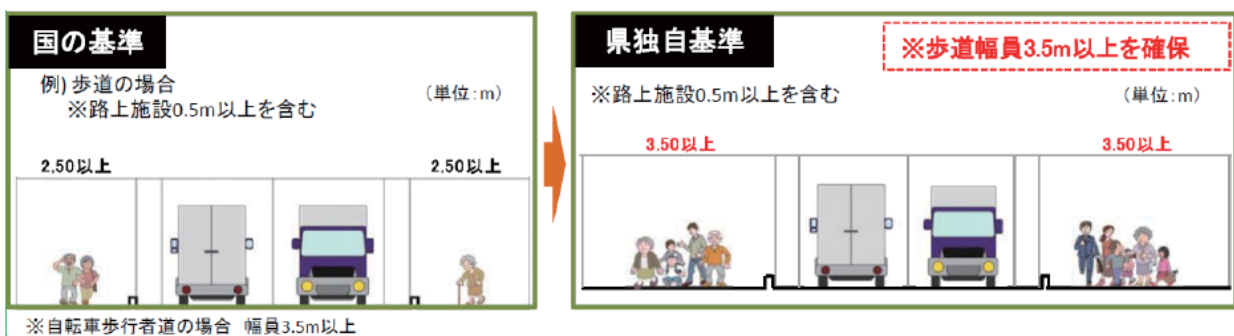 国の基準
例) 歩道の場合
※路上施設0.5m以上を含む
(単位:m)
2.50以上
2.50以上
※自転車歩行者道の場合 幅員3.5m以上
県独自基準
※歩道幅員3.5m以上を確保
※路上施設0.5m以上を含む
(単位:m)
3.50以上
3.50以上